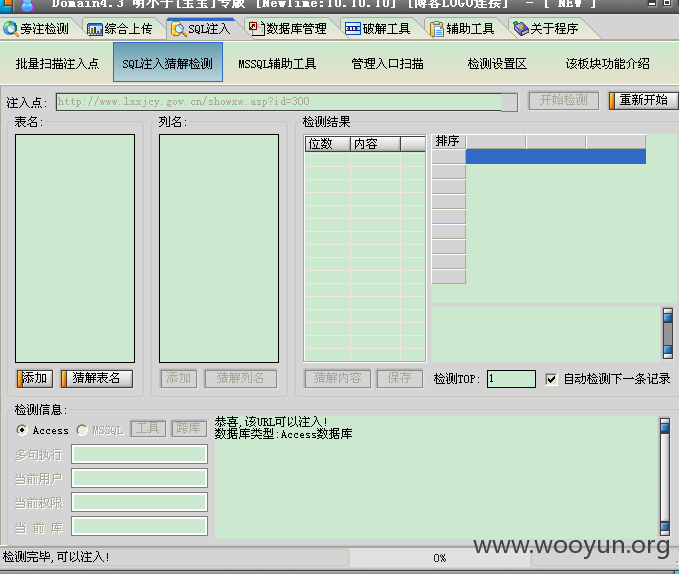 Domain4.3 明小子[宝宝]专版 [NewTime:10.10.10] [博客LOGO连接] - [ NEW ]
旁注检测 综合上传 SQL注入 数据库管理 破解工具 辅助工具 关于程序
批量扫描注入点 SQL注入猜解检测 MSSQL辅助工具 管理入口扫描 检测设置区 该板块功能介绍
注入点: http://www.lxxjcy.gov.cn/showxw.asp?id=300 开始检测 重新开始
表名: 列名: 检测结果
位数 内容 排序
添加 猜解表名 添加 猜解列名 猜解内容 保存 检测TOP: 1 自动检测下一条记录
检测信息:
Access MSSQL 工具 跨库
多句执行
当前用户
当前权限
当 前 库
恭喜,该URL可以注入!
数据库类型:Access数据库
www.wooyun.org
检测完毕,可以注入! 0%